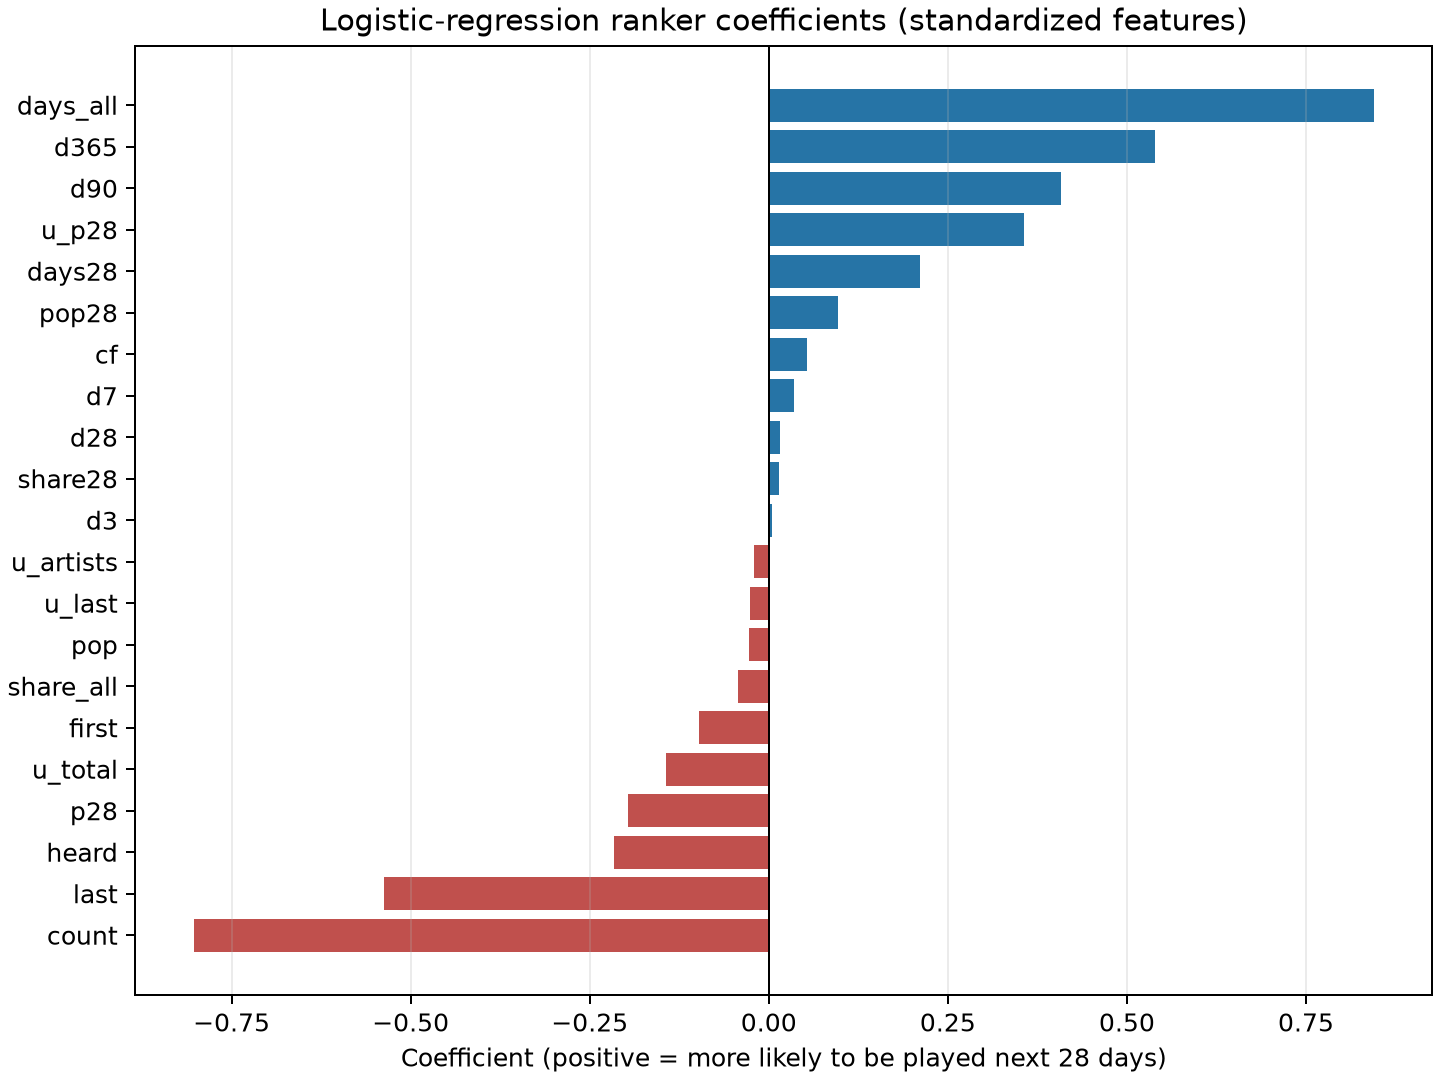 Logistic-regression ranker coefficients (standardized features)
days_all
d365
d90
u_p28
days28
pop28
cf
d7
d28
share28
d3
u_artists
u_last
pop
share_all
first
u_total
p28
heard
last
count
−0.75 −0.50 −0.25 0.00 0.25 0.50 0.75
Coefficient (positive = more likely to be played next 28 days)